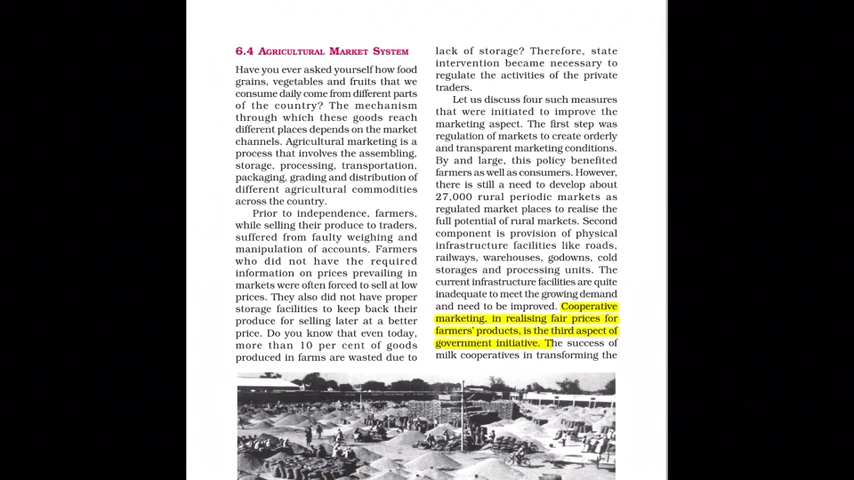 6.4 Agricultural Market System
Have you ever asked yourself how food
grains, vegetables and fruits that we
consume daily come from different parts
of the country? The mechanism
through which these goods reach
different places depends on the market
channels. Agricultural marketing is a
process that involves the assembling,
storage, processing, transportation,
packaging, grading and distribution of
different agricultural commodities
across the country.
Prior to independence, farmers,
while selling their produce to traders,
suffered from faulty weighing and
manipulation of accounts. Farmers
who did not have the required
information on prices prevailing in
markets were often forced to sell at low
prices. They also did not have proper
storage facilities to keep back their
produce for selling later at a better
price. Do you know that even today,
more than 10 per cent of goods
produced in farms are wasted due to
lack of storage? Therefore, state
intervention became necessary to
regulate the activities of the private
traders.
Let us discuss four such measures
that were initiated to improve the
marketing aspect. The first step was
regulation of markets to create orderly
and transparent marketing conditions.
By and large, this policy benefited
farmers as well as consumers. However,
there is still a need to develop about
27,000 rural periodic markets as
regulated market places to realise the
full potential of rural markets. Second
component is provision of physical
infrastructure facilities like roads,
railways, warehouses, godowns, cold
storages and processing units. The
current infrastructure facilities are quite
inadequate to meet the growing demand
and need to be improved. Cooperative
marketing, in realising fair prices for
farmers' products, is the third aspect of
government initiative. The success of
milk cooperatives in transforming the